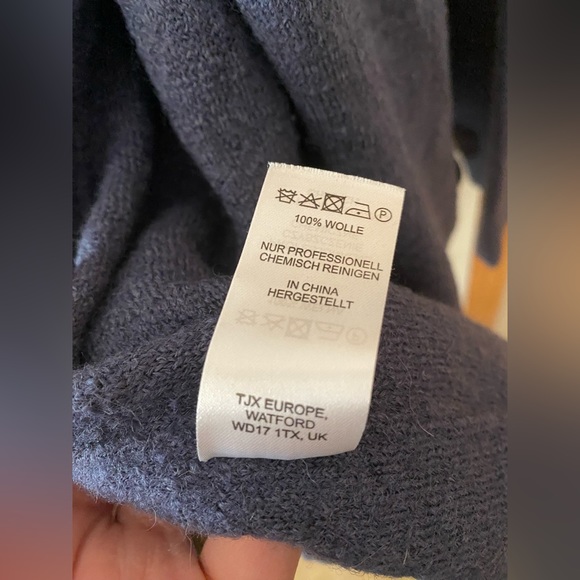 P
100% WOLLE
NUR PROFESSIONELL
CHEMISCH REINIGEN
IN CHINA
HERGESTELLT
TJX EUROPE,
WATFORD
WD17 1TX, UK